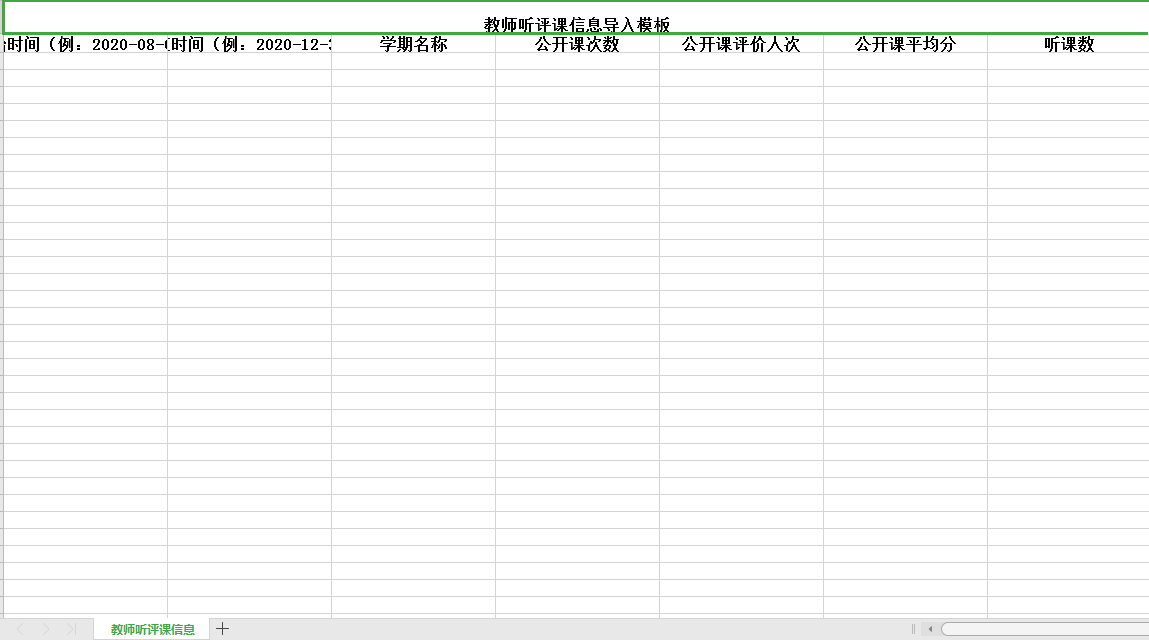 教师听评课信息导入模板
时间（例：2020-08-0 时间（例：2020-12-3 学期名称 公开课次数 公开课评价人次 公开课平均分 听课数
教师听评课信息